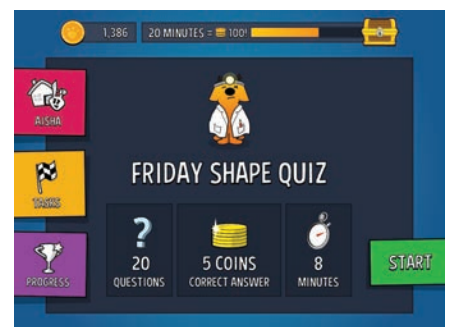 1,386
20 MINUTES = 100!
AISHA
TASKS
PROGRESS
FRIDAY SHAPE QUIZ
?
20
QUESTIONS
5 COINS
CORRECT ANSWER
8
MINUTES
START